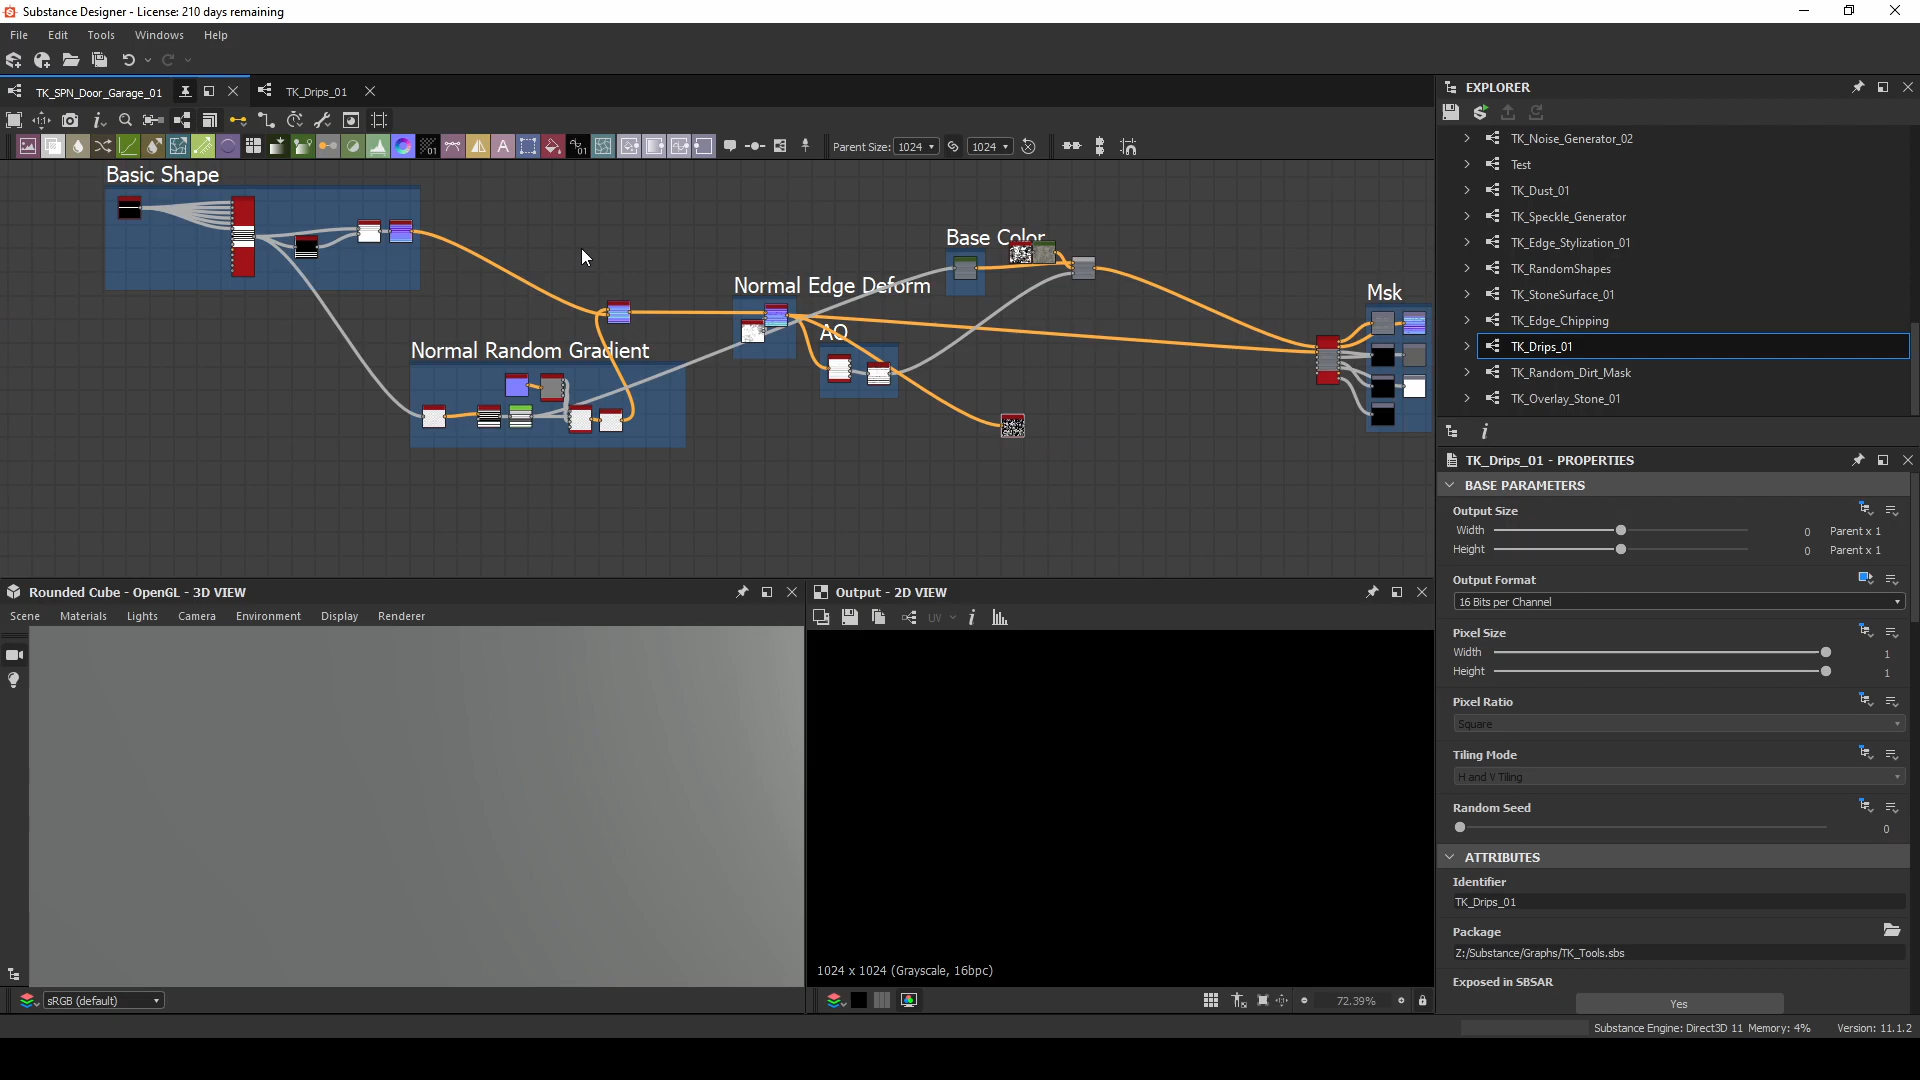 Substance Designer - License: 210 days remaining
File Edit Tools Windows Help
TK_SPN_Door_Garage_01 TK_Drips_01
Parent Size: 1024 1024
Basic Shape
Base Color
Normal Edge Deform
Msk
AO
Normal Random Gradient
EXPLORER
TK_Noise_Generator_02
Test
TK_Dust_01
TK_Speckle_Generator
TK_Edge_Stylization_01
TK_RandomShapes
TK_StoneSurface_01
TK_Edge_Chipping
TK_Drips_01
TK_Random_Dirt_Mask
TK_Overlay_Stone_01
TK_Drips_01 - PROPERTIES
BASE PARAMETERS
Output Size
Width 0 Parent x 1
Height 0 Parent x 1
Output Format
16 Bits per Channel
Pixel Size
Width 1
Height 1
Pixel Ratio
Square
Tiling Mode
H and V Tiling
Random Seed
0
ATTRIBUTES
Identifier
TK_Drips_01
Package
Z:/Substance/Graphs/TK_Tools.sbs
Exposed in SBSAR
Yes
Rounded Cube - OpenGL - 3D VIEW
Scene Materials Lights Camera Environment Display Renderer
sRGB (default)
Output - 2D VIEW
UV
1024 x 1024 (Grayscale, 16bpc)
72.39%
Substance Engine: Direct3D 11 Memory: 4% Version: 11.1.2